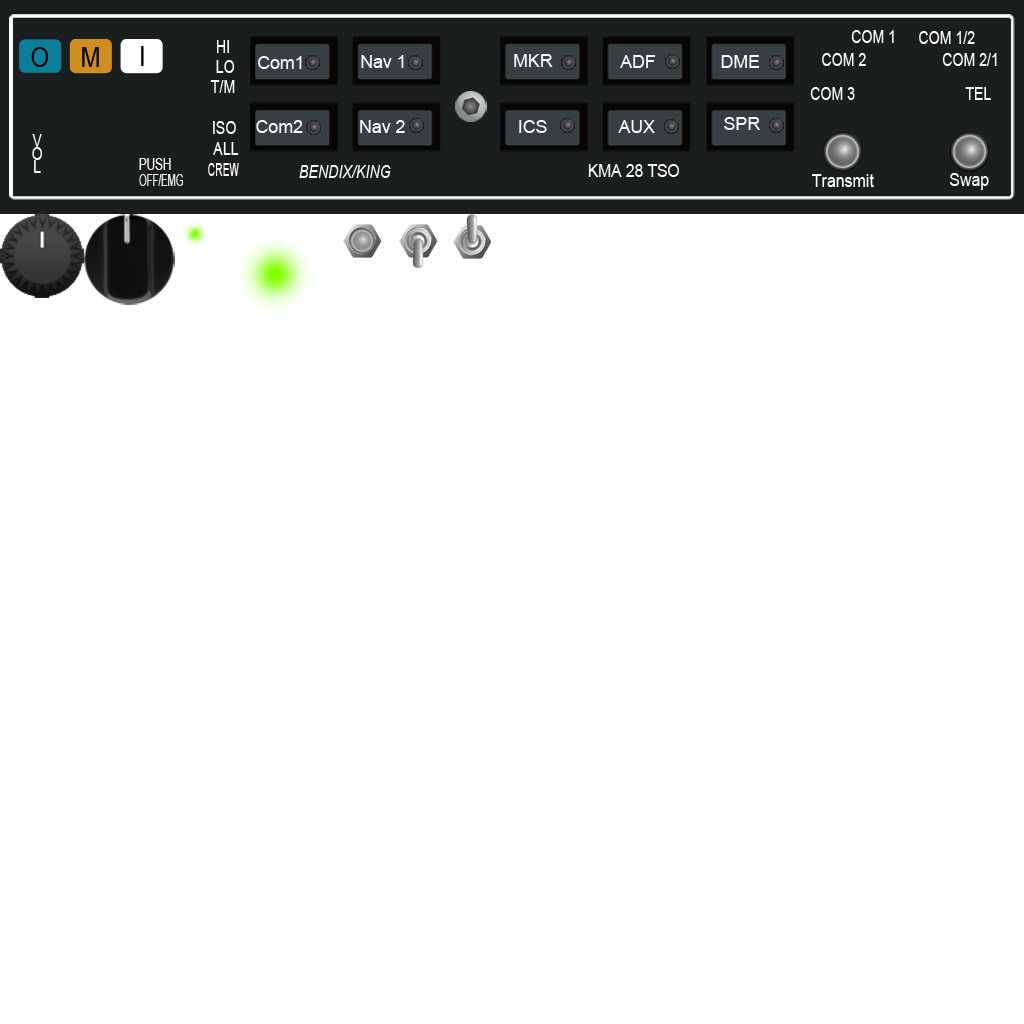 O M I
HI
LO
T/M
Com1 Nav 1
MKR ADF DME
COM 1 COM 1/2
COM 2 COM 2/1
COM 3 TEL
VOL
PUSH
OFF/EMG
ISO
ALL
CREW
Com2 Nav 2
ICS AUX SPR
BENDIX/KING
KMA 28 TSO
Transmit Swap